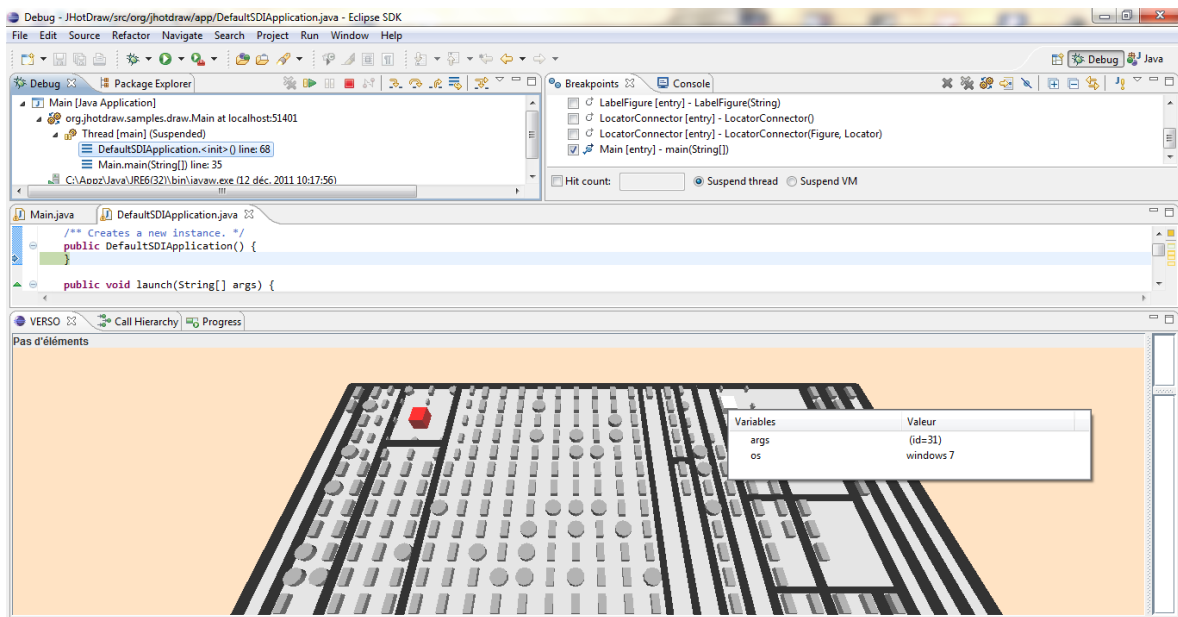 Debug - JHotDraw/src/org/jhotdraw/app/DefaultSDIApplication.java - Eclipse SDK
File Edit Source Refactor Navigate Search Project Run Window Help
Debug Java
Debug Package Explorer
Main [Java Application]
org.jhotdraw.samples.draw.Main at localhost:51401
Thread [main] (Suspended)
DefaultSDIApplication.<init>() line: 68
Main.main(String[]) line: 35
C:\Appz\Java\JRE6(32)\bin\javaw.exe (12 déc. 2011 10:17:56)
Breakpoints Console
LabelFigure [entry] - LabelFigure(String)
LocatorConnector [entry] - LocatorConnector()
LocatorConnector [entry] - LocatorConnector(Figure, Locator)
Main [entry] - main(String[])
Hit count: Suspend thread Suspend VM
Main.java DefaultSDIApplication.java
/** Creates a new instance. */
public DefaultSDIApplication() {
}
public void launch(String[] args) {
VERSO Call Hierarchy Progress
Pas d'éléments
Variables Valeur
args (id=31)
os windows 7